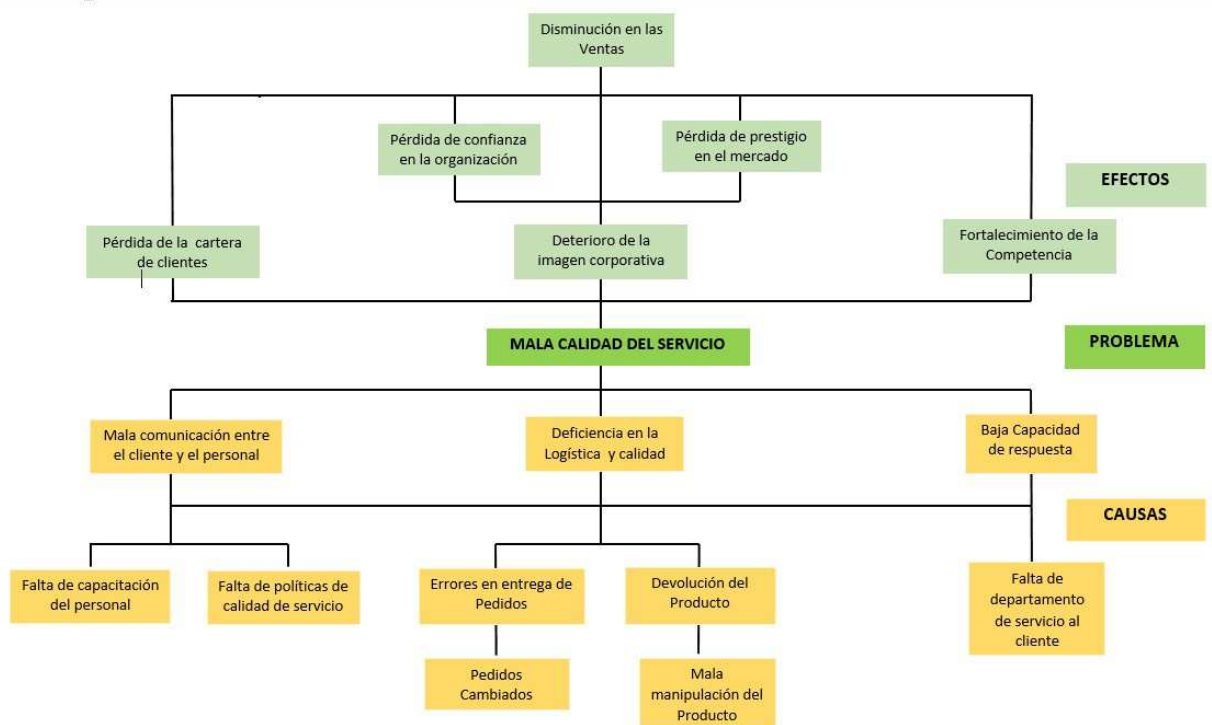 Disminución en las
Ventas
Pérdida de confianza
en la organización
Pérdida de prestigio
en el mercado
EFECTOS
Pérdida de la cartera
de clientes
Deterioro de la
imagen corporativa
Fortalecimiento de la
Competencia
MALA CALIDAD DEL SERVICIO
PROBLEMA
Mala comunicación entre
el cliente y el personal
Deficiencia en la
Logística y calidad
Baja Capacidad
de respuesta
CAUSAS
Falta de capacitación
del personal
Falta de políticas de
calidad de servicio
Errores en entrega de
Pedidos
Devolución del
Producto
Falta de
departamento
de servicio al
cliente
Pedidos
Cambiados
Mala
manipulación del
Producto